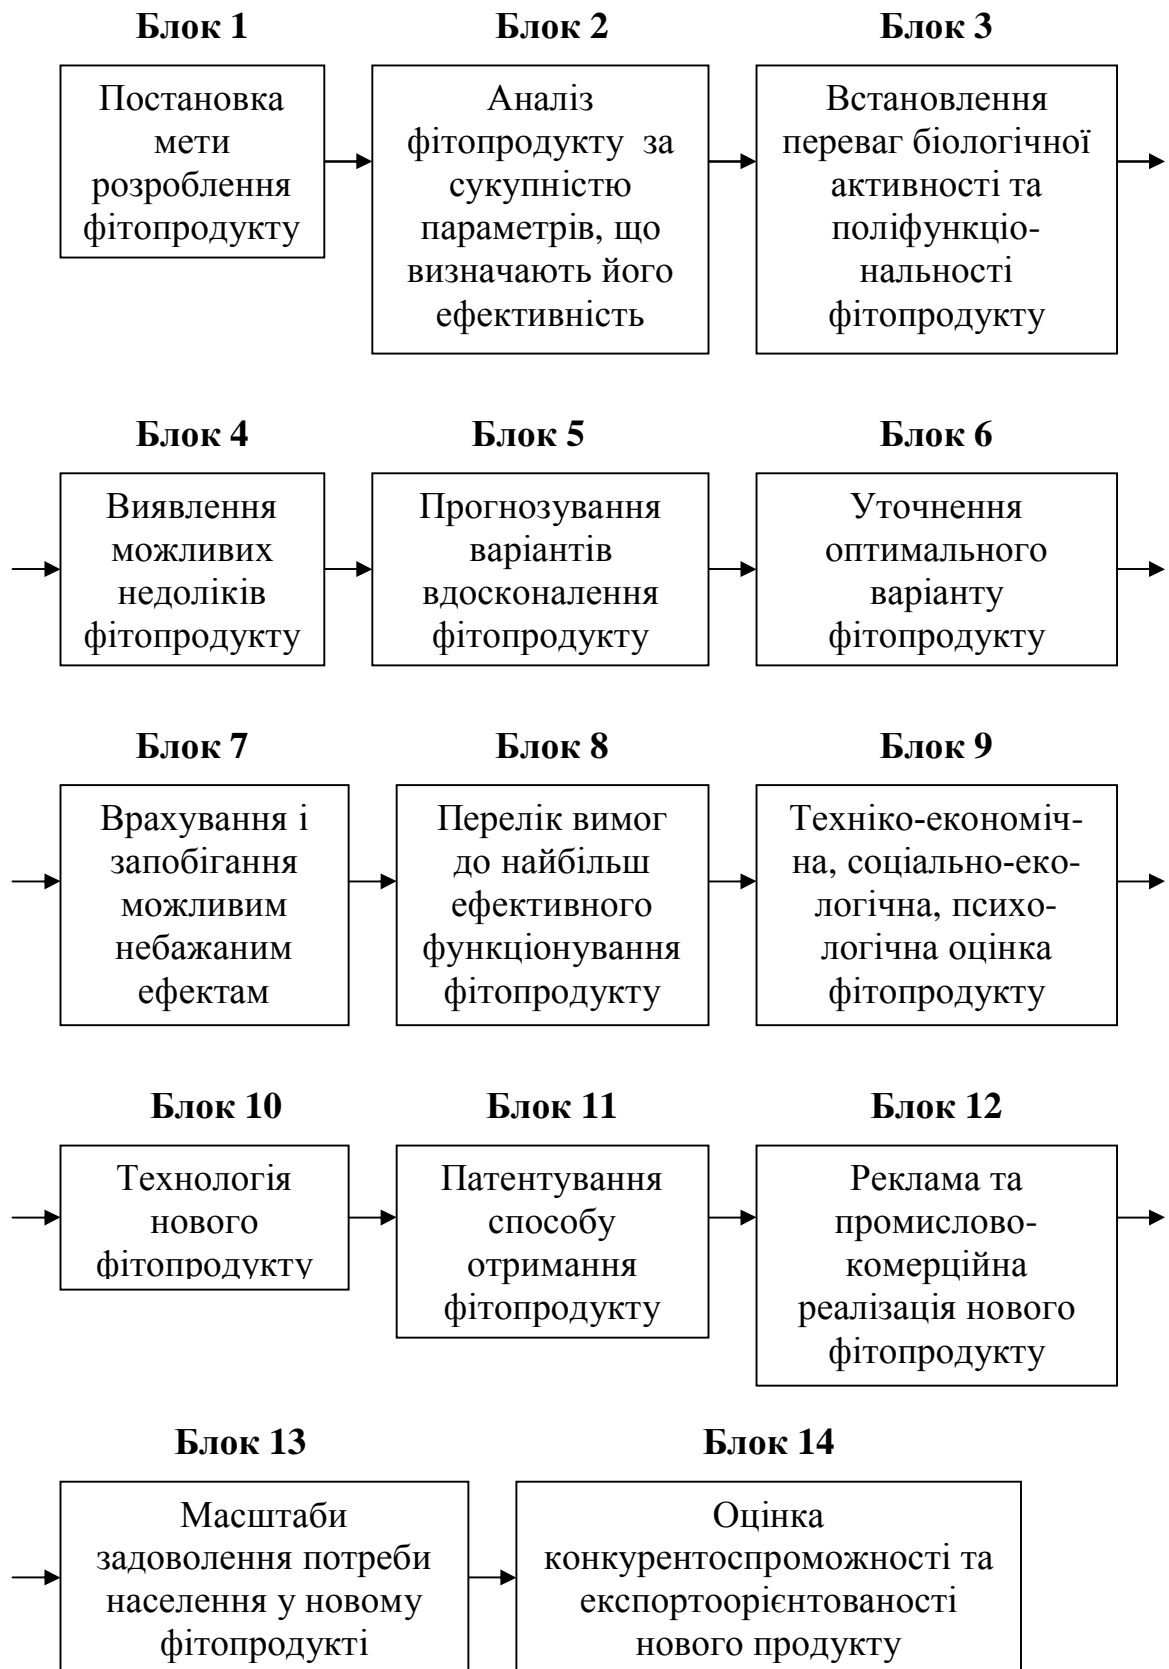 Блок 1
Блок 2
Блок 3
Постановка
мети
розроблення
фітопродукту
Аналіз
фітопродукту за
сукупністю
параметрів, що
визначають його
ефективність
Встановлення
переваг біологічної
активності та
поліфункціо-
нальності
фітопродукту
Блок 4
Блок 5
Блок 6
Виявлення
можливих
недоліків
фітопродукту
Прогнозування
варіантів
вдосконалення
фітопродукту
Уточнення
оптимального
варіанту
фітопродукту
Блок 7
Блок 8
Блок 9
Врахування і
запобігання
можливим
небажаним
ефектам
Перелік вимог
до найбільш
ефективного
функціонування
фітопродукту
Техніко-економіч-
на, соціально-еко-
логічна, психо-
логічна оцінка
фітопродукту
Блок 10
Блок 11
Блок 12
Технологія
нового
фітопродукту
Патентування
способу
отримання
фітопродукту
Реклама та
промислово-
комерційна
реалізація нового
фітопродукту
Блок 13
Блок 14
Масштаби
задоволення потреби
населення у новому
фітопродукті
Оцінка
конкурентоспроможності та
експортоорієнтованості
нового продукту